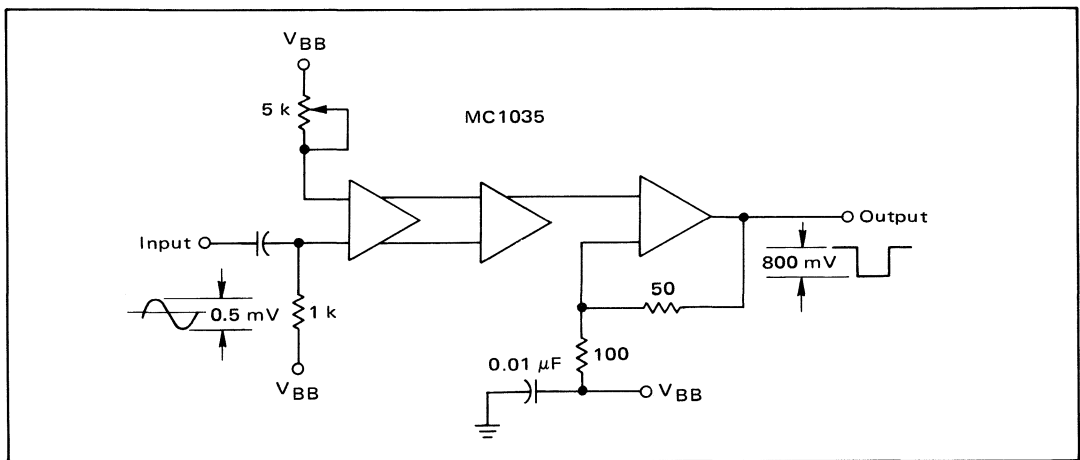 VBB
5 k
MC1035
Input
Output
800 mV
50
0.5 mV
1 k
100
0.01 μF
VBB
VBB